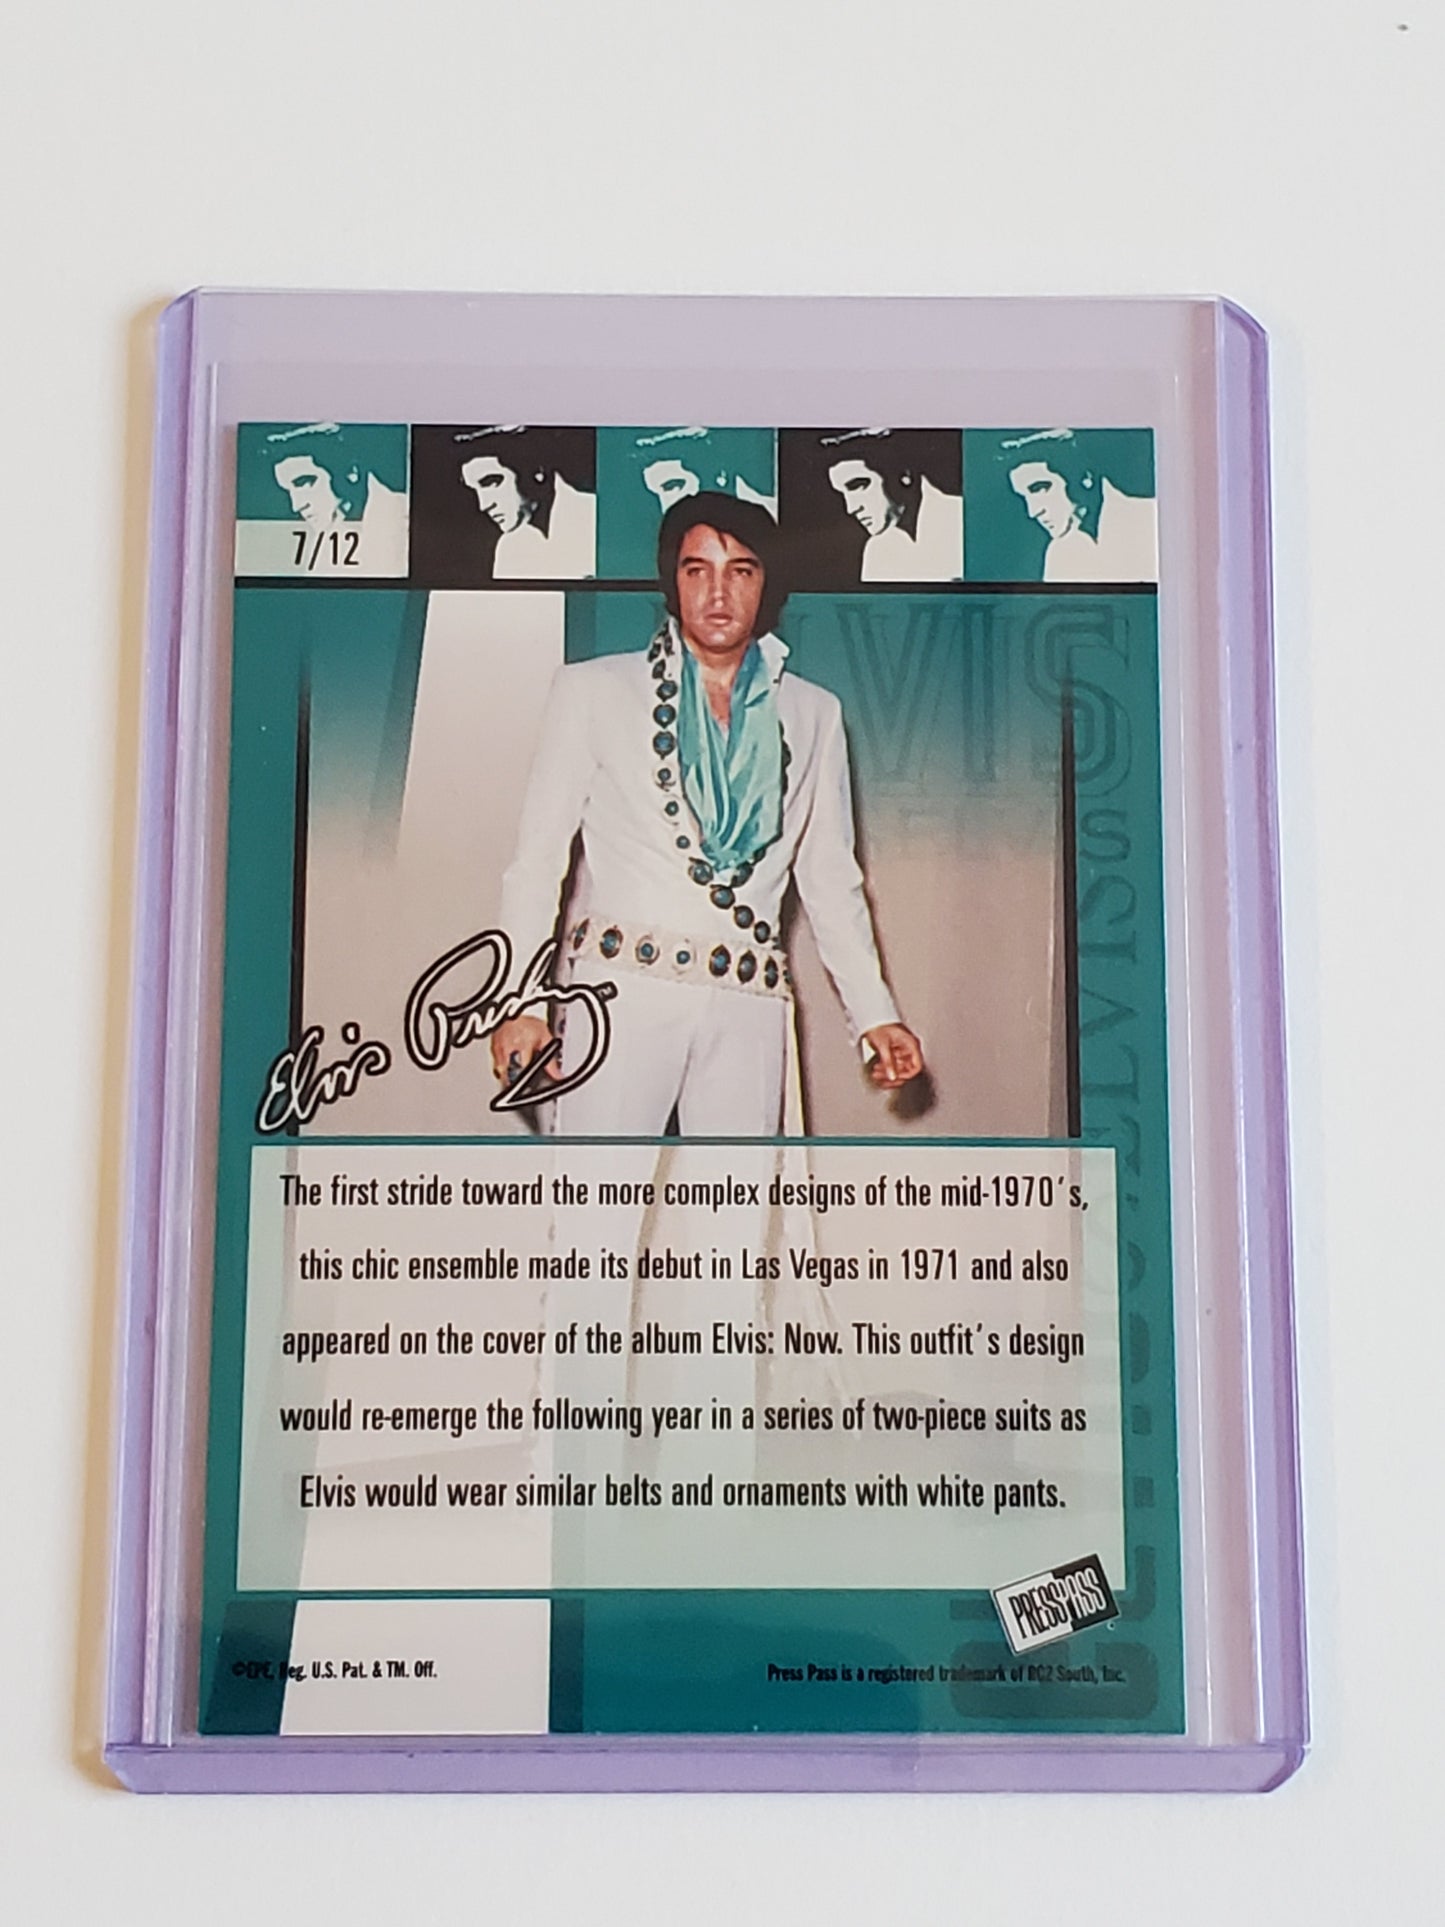 7/12
ELVIS
ELVIS
Elvis Presley™
The first stride toward the more complex designs of the mid-1970's,
this chic ensemble made its debut in Las Vegas in 1971 and also
appeared on the cover of the album Elvis: Now. This outfit's design
would re-emerge the following year in a series of two-piece suits as
Elvis would wear similar belts and ornaments with white pants.
PRESS PASS
©EPE, Reg. U.S. Pat. & TM. Off.
Press Pass is a registered trademark of RC2 South, Inc.